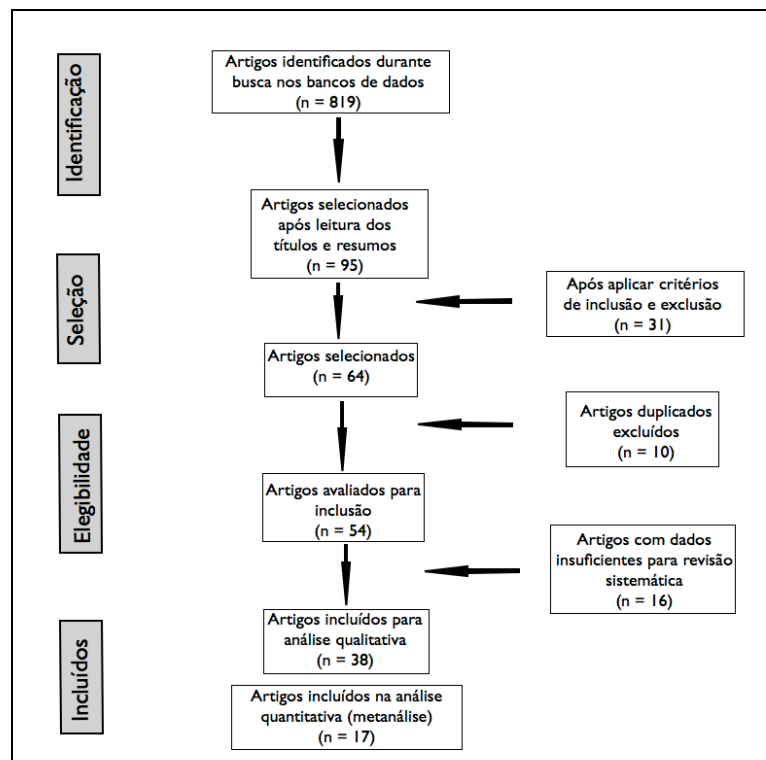 Identificação
Artigos identificados durante
busca nos bancos de dados
(n = 819)
Artigos selecionados
após leitura dos
títulos e resumos
(n = 95)
Seleção
Após aplicar critérios
de inclusão e exclusão
(n = 31)
Artigos selecionados
(n = 64)
Elegibilidade
Artigos duplicados
excluídos
(n = 10)
Artigos avaliados para
inclusão
(n = 54)
Artigos com dados
insuficientes para revisão
sistemática
(n = 16)
Incluídos
Artigos incluídos para
análise qualitativa
(n = 38)
Artigos incluídos na análise
quantitativa (metanálise)
(n = 17)